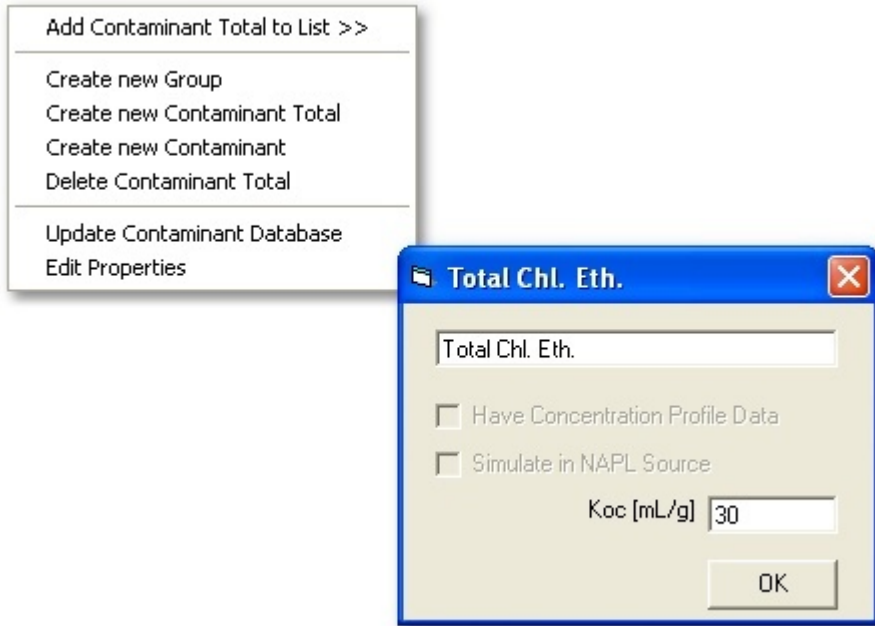 Add Contaminant Total to List >>
Create new Group
Create new Contaminant Total
Create new Contaminant
Delete Contaminant Total
Update Contaminant Database
Edit Properties
Total Chl. Eth.
Total Chl. Eth.
Have Concentration Profile Data
Simulate in NAPL Source
Koc [mL/g] 30
OK